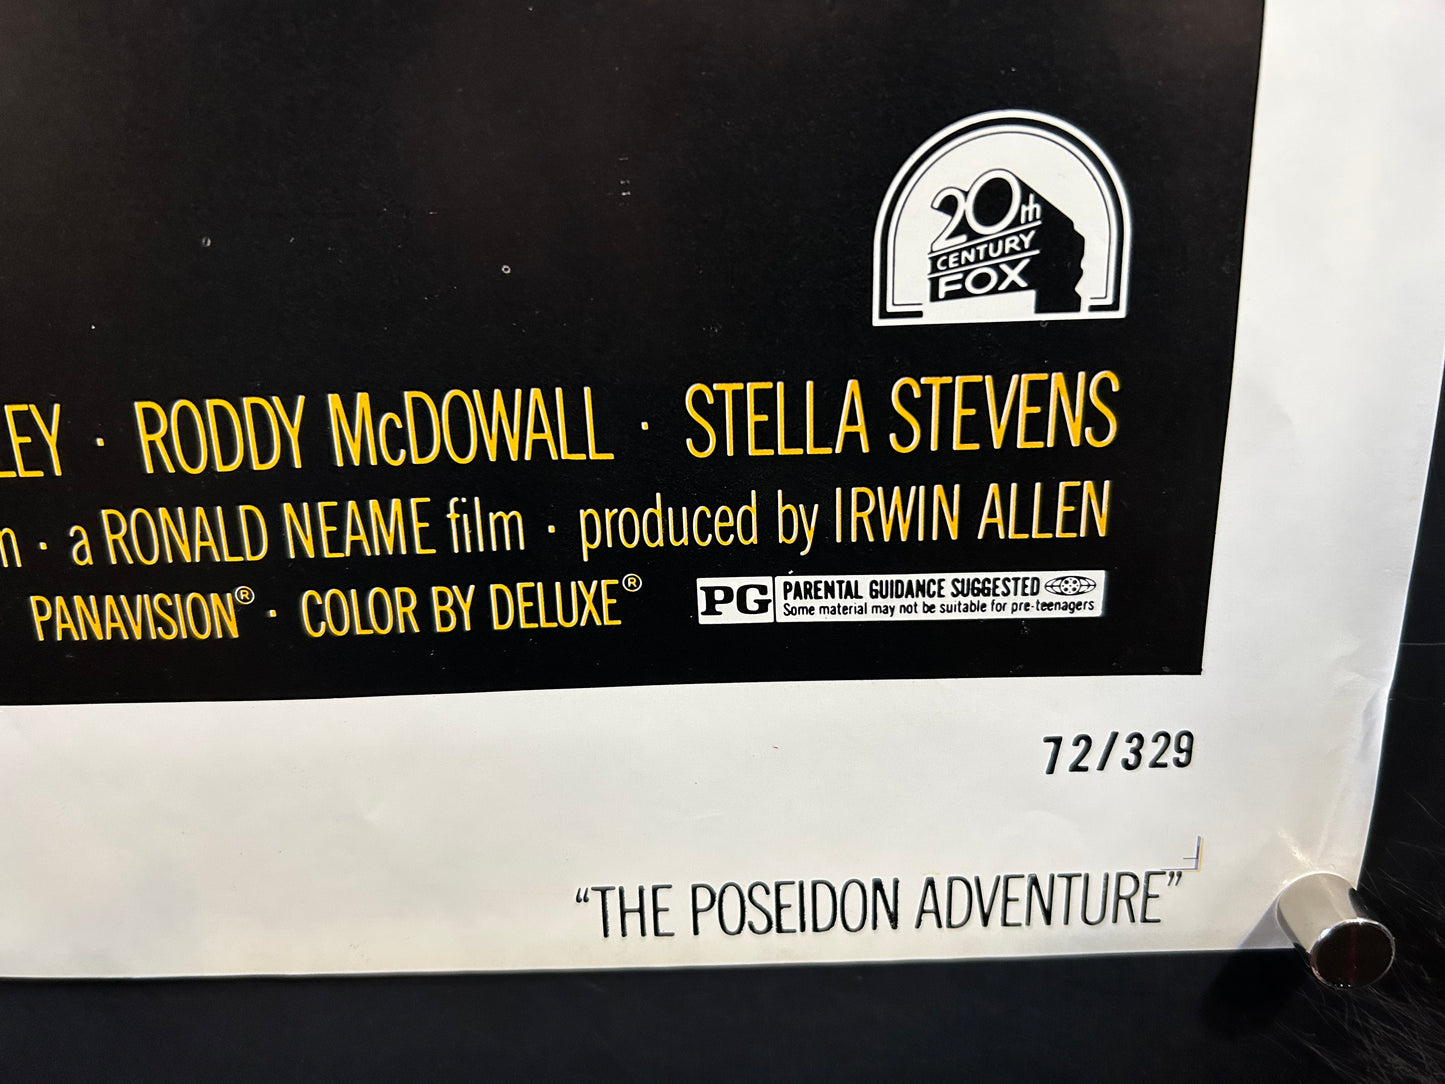 20th
CENTURY
FOX
LEY · RODDY McDOWALL · STELLA STEVENS
· a RONALD NEAME film · produced by IRWIN ALLEN
PANAVISION® · COLOR BY DELUXE®
PG PARENTAL GUIDANCE SUGGESTED
Some material may not be suitable for pre-teenagers
72/329
"THE POSEIDON ADVENTURE"